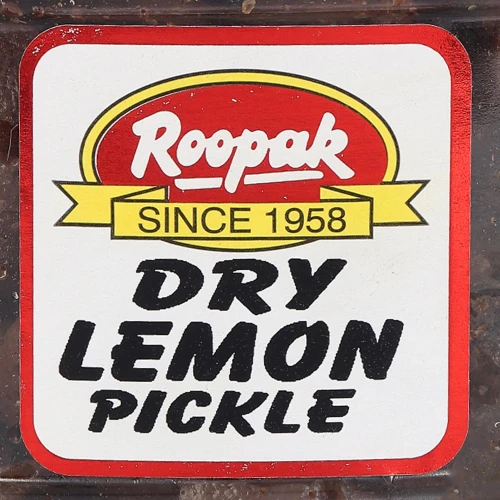 Roopak
SINCE 1958
DRY
LEMON
PICKLE